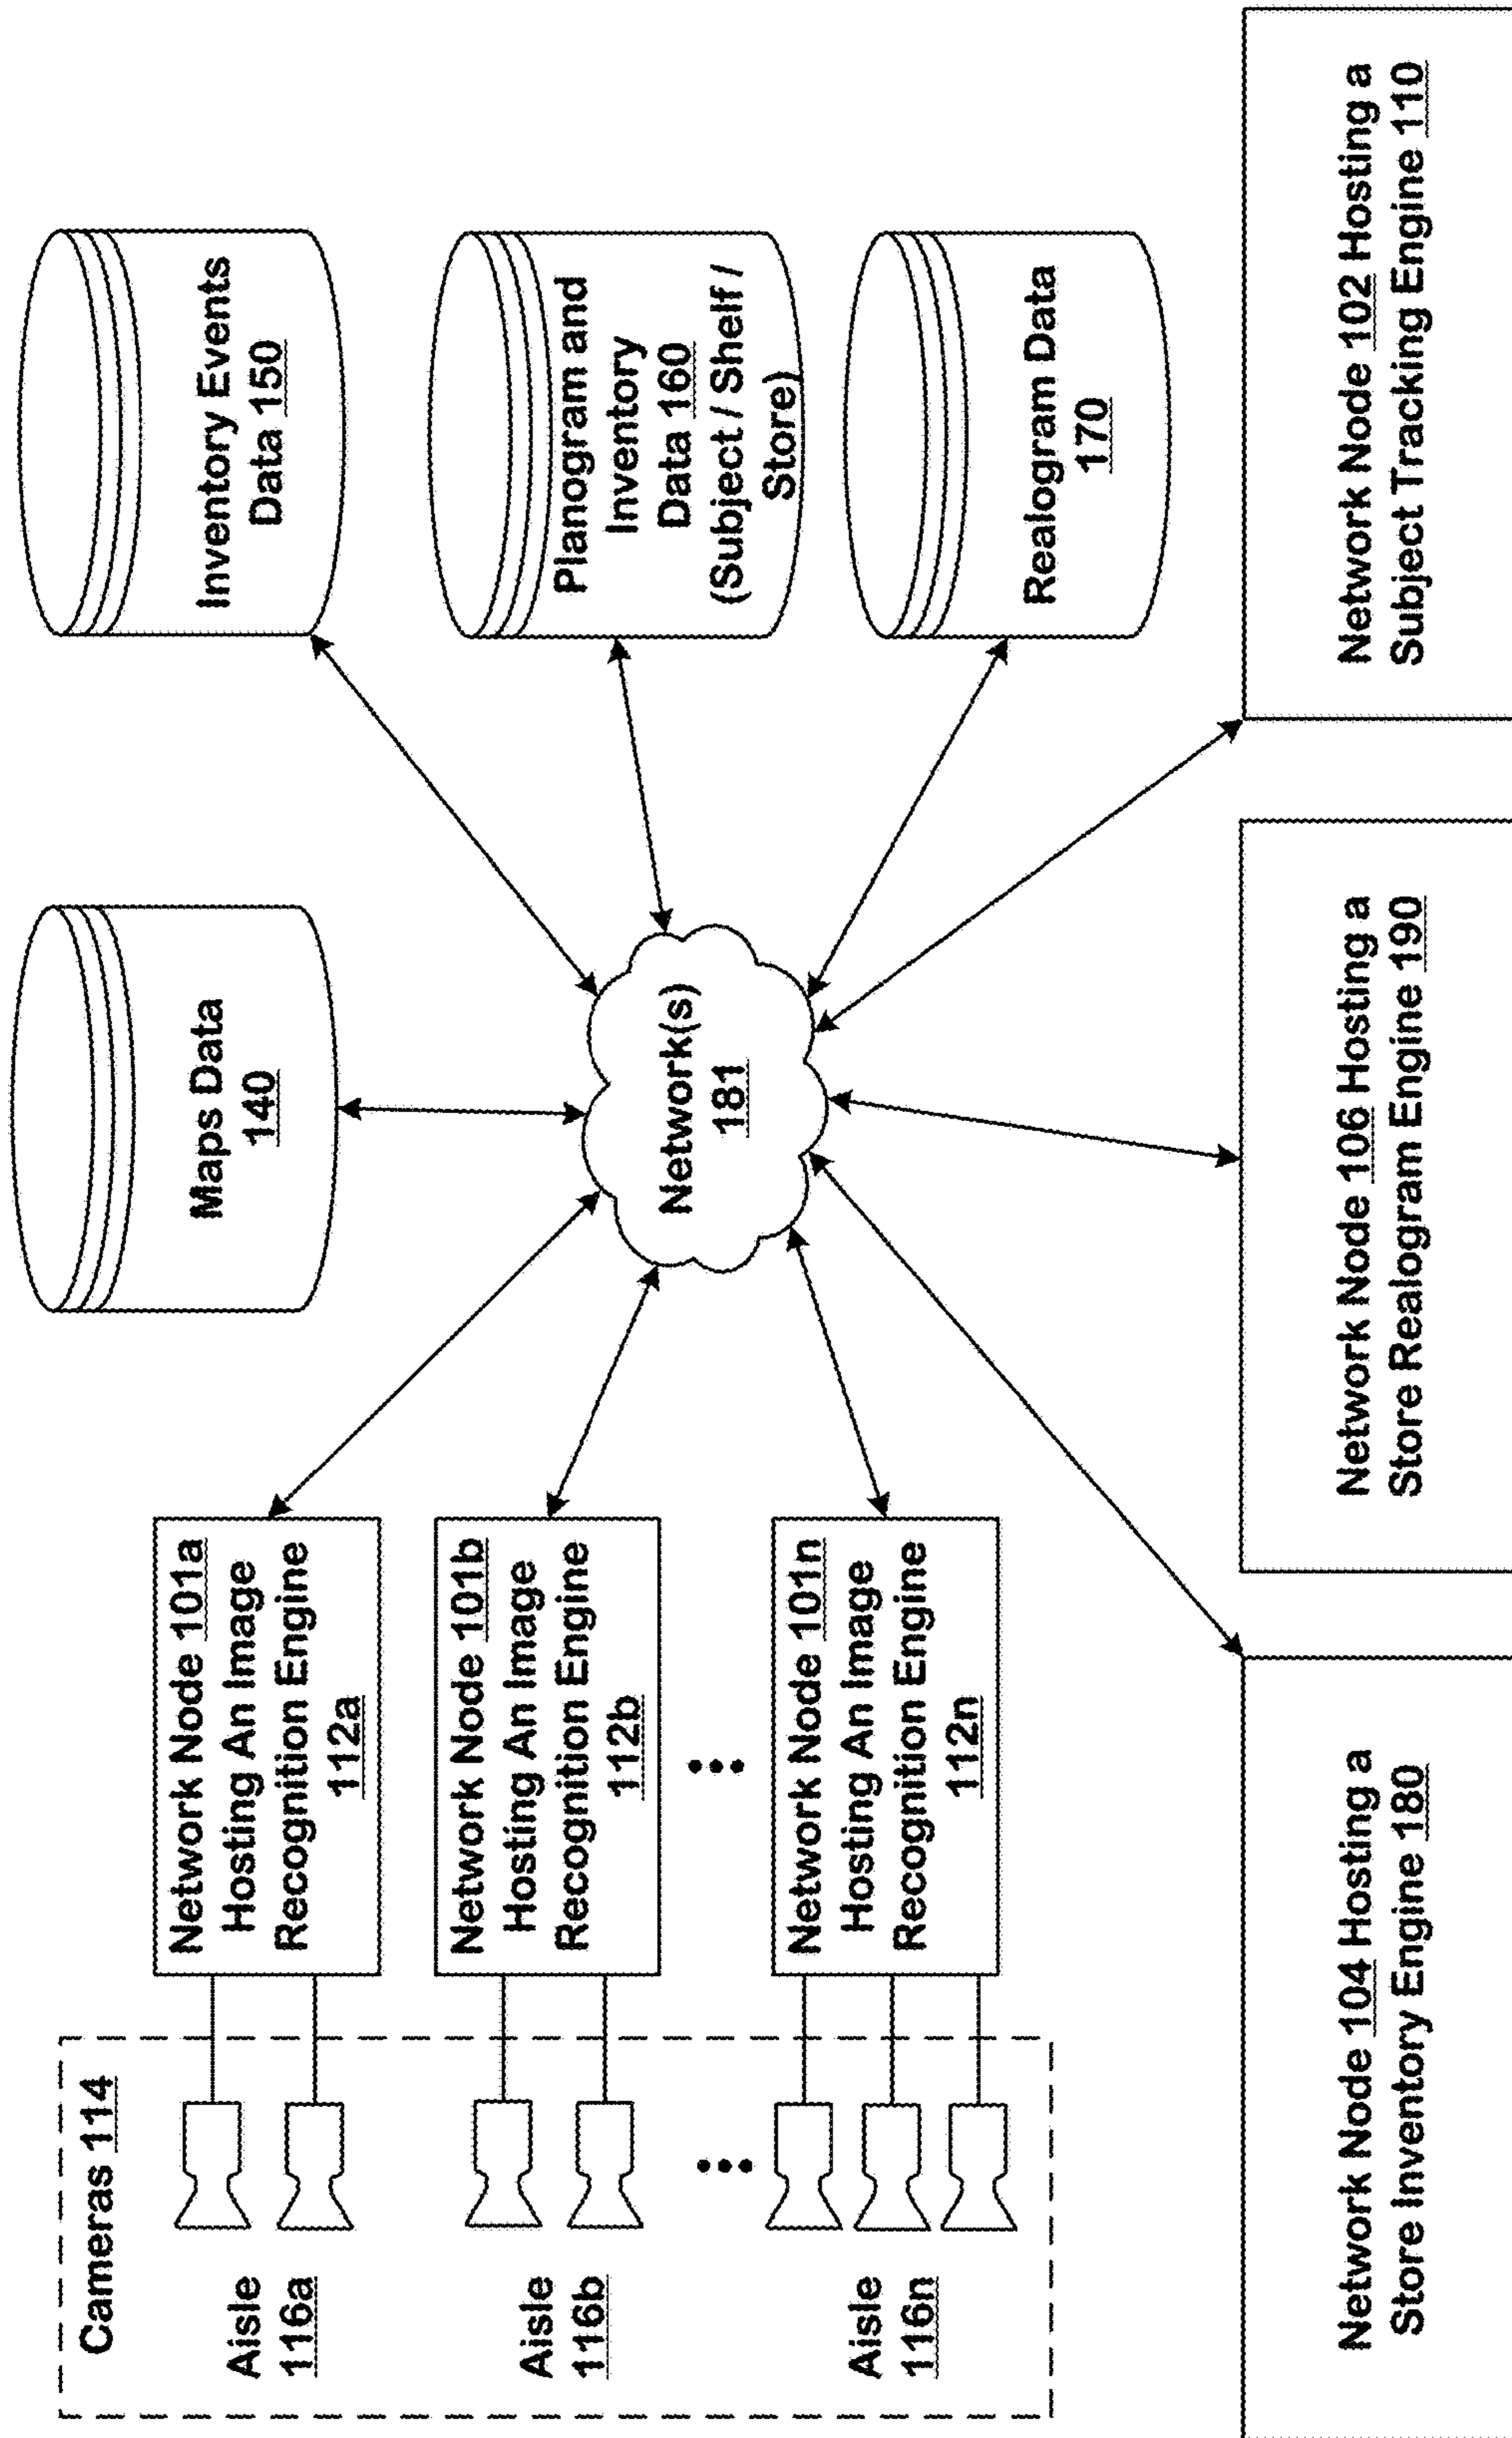 Cameras 114
Aisle
116a
Aisle
116b
Aisle
116n
Network Node 101a
Hosting An Image
Recognition Engine
112a
Network Node 101b
Hosting An Image
Recognition Engine
112b
Network Node 101n
Hosting An Image
Recognition Engine
112n
Maps Data
140
Network(s)
181
Inventory Events
Data 150
Planogram and
Inventory
Data 160
(Subject / Shelf /
Store)
Realogram Data
170
Network Node 104 Hosting a
Store Inventory Engine 180
Network Node 106 Hosting a
Store Realogram Engine 190
Network Node 102 Hosting a
Subject Tracking Engine 110